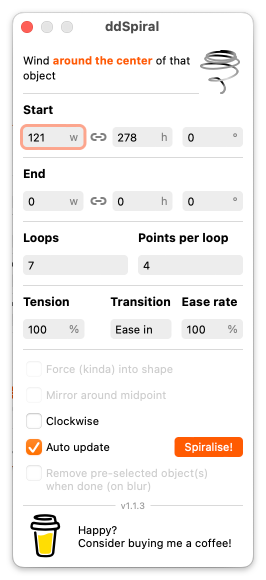 ddSpiral
Wind around the center of that
object
Start
121 w 278 h 0 °
End
0 w 0 h 0 °
Loops Points per loop
7 4
Tension Transition Ease rate
100 % Ease in 100 %
Force (kinda) into shape
Mirror around midpoint
Clockwise
Auto update Spiralise!
Remove pre-selected object(s)
when done (on blur)
v1.1.3
Happy?
Consider buying me a coffee!